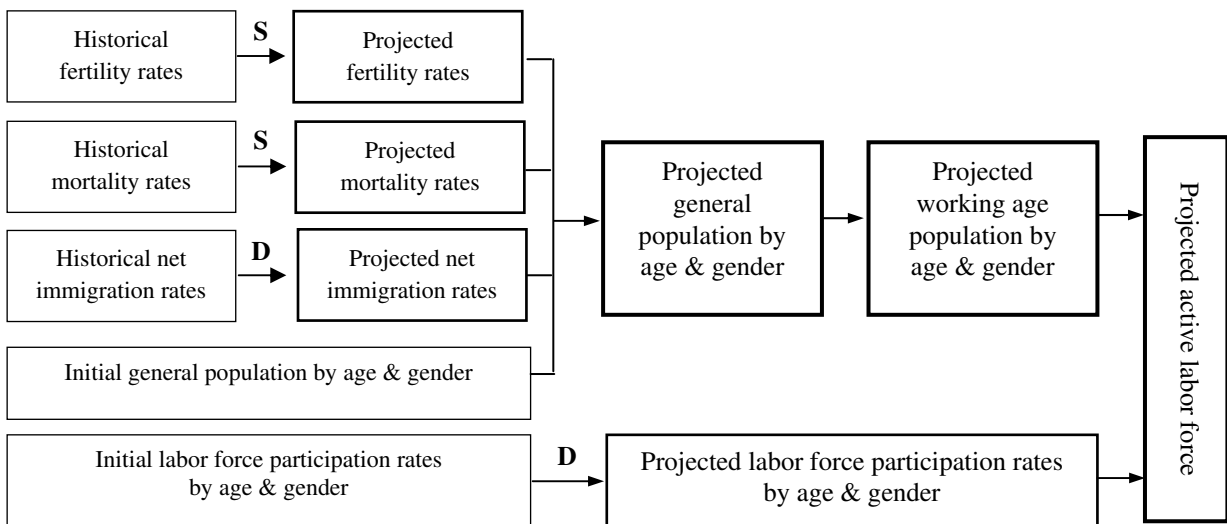 Historical
fertility rates
S
Projected
fertility rates
Historical
mortality rates
S
Projected
mortality rates
Historical net
immigration rates
D
Projected net
immigration rates
Initial general population by age & gender
Projected
general
population by
age & gender
Projected
working age
population by
age & gender
Initial labor force participation rates
by age & gender
D
Projected labor force participation rates
by age & gender
Projected active labor force